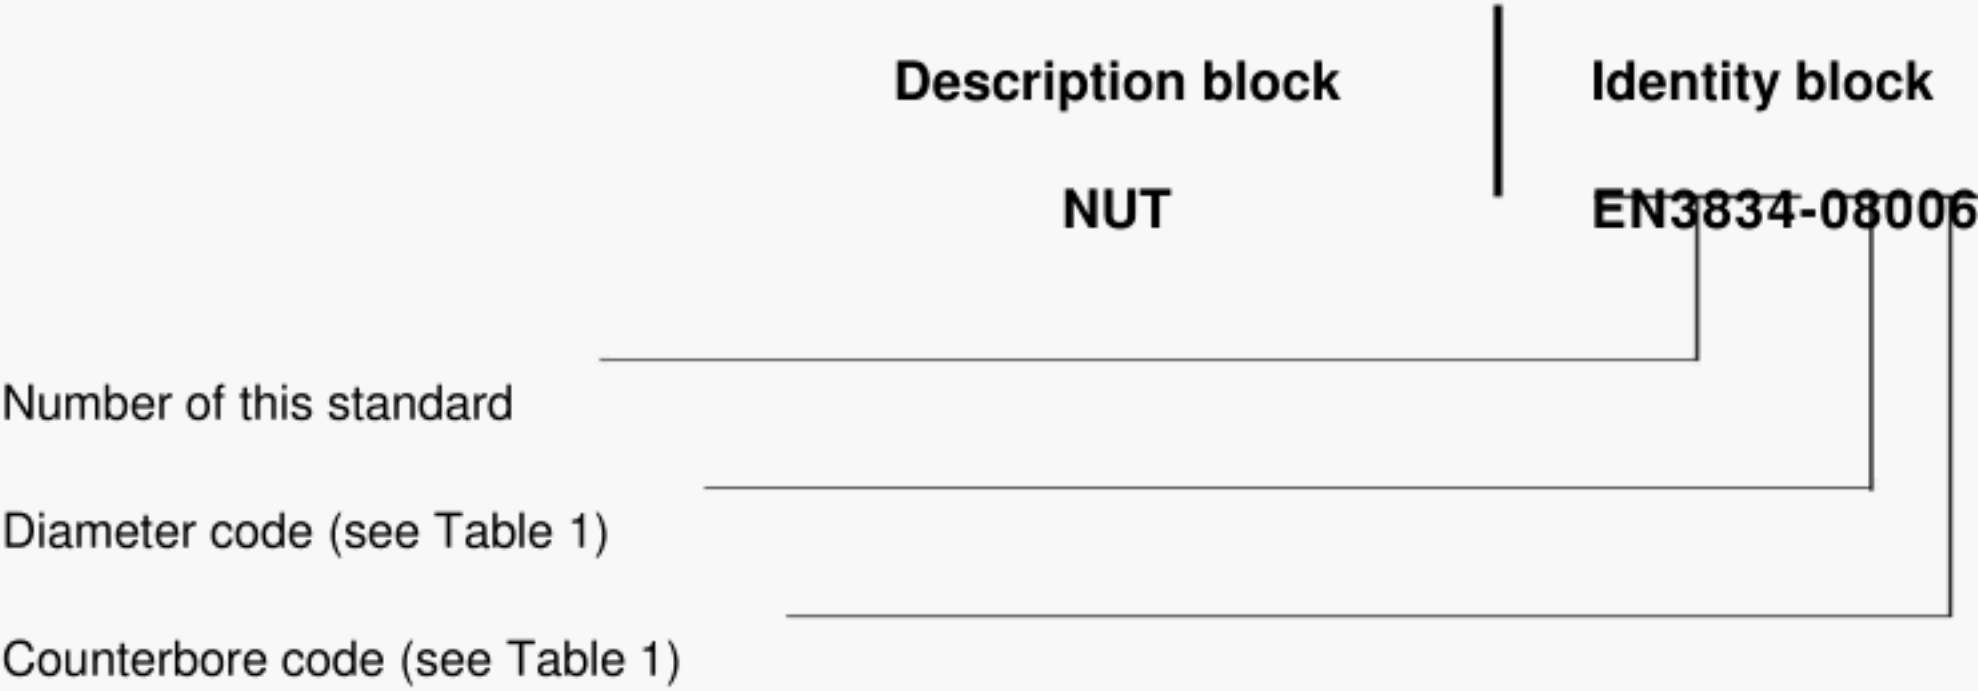 Description block
Identity block
NUT
EN3834-08006
Number of this standard
Diameter code (see Table 1)
Counterbore code (see Table 1)